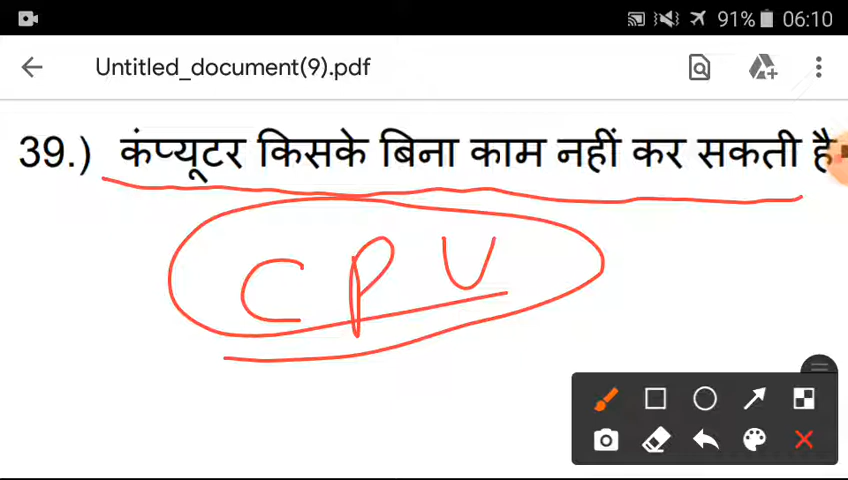 91% 06:10
Untitled_document(9).pdf
39.) कंप्यूटर किसके बिना काम नहीं कर सकती है
CPU